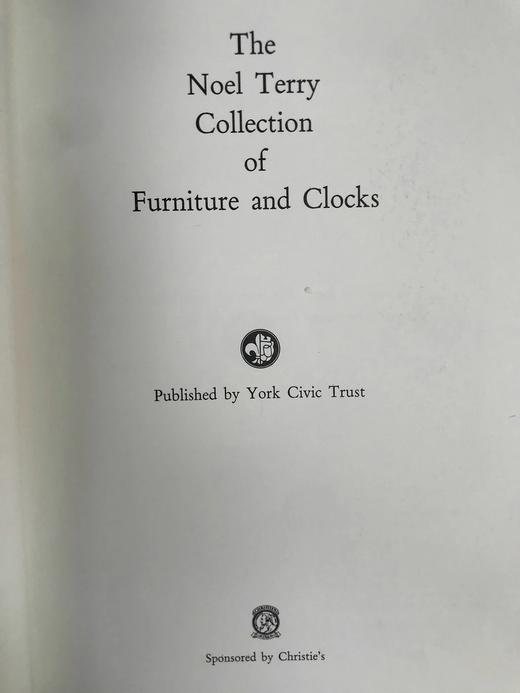 The
Noel Terry
Collection
of
Furniture and Clocks
Published by York Civic Trust
Sponsored by Christie's